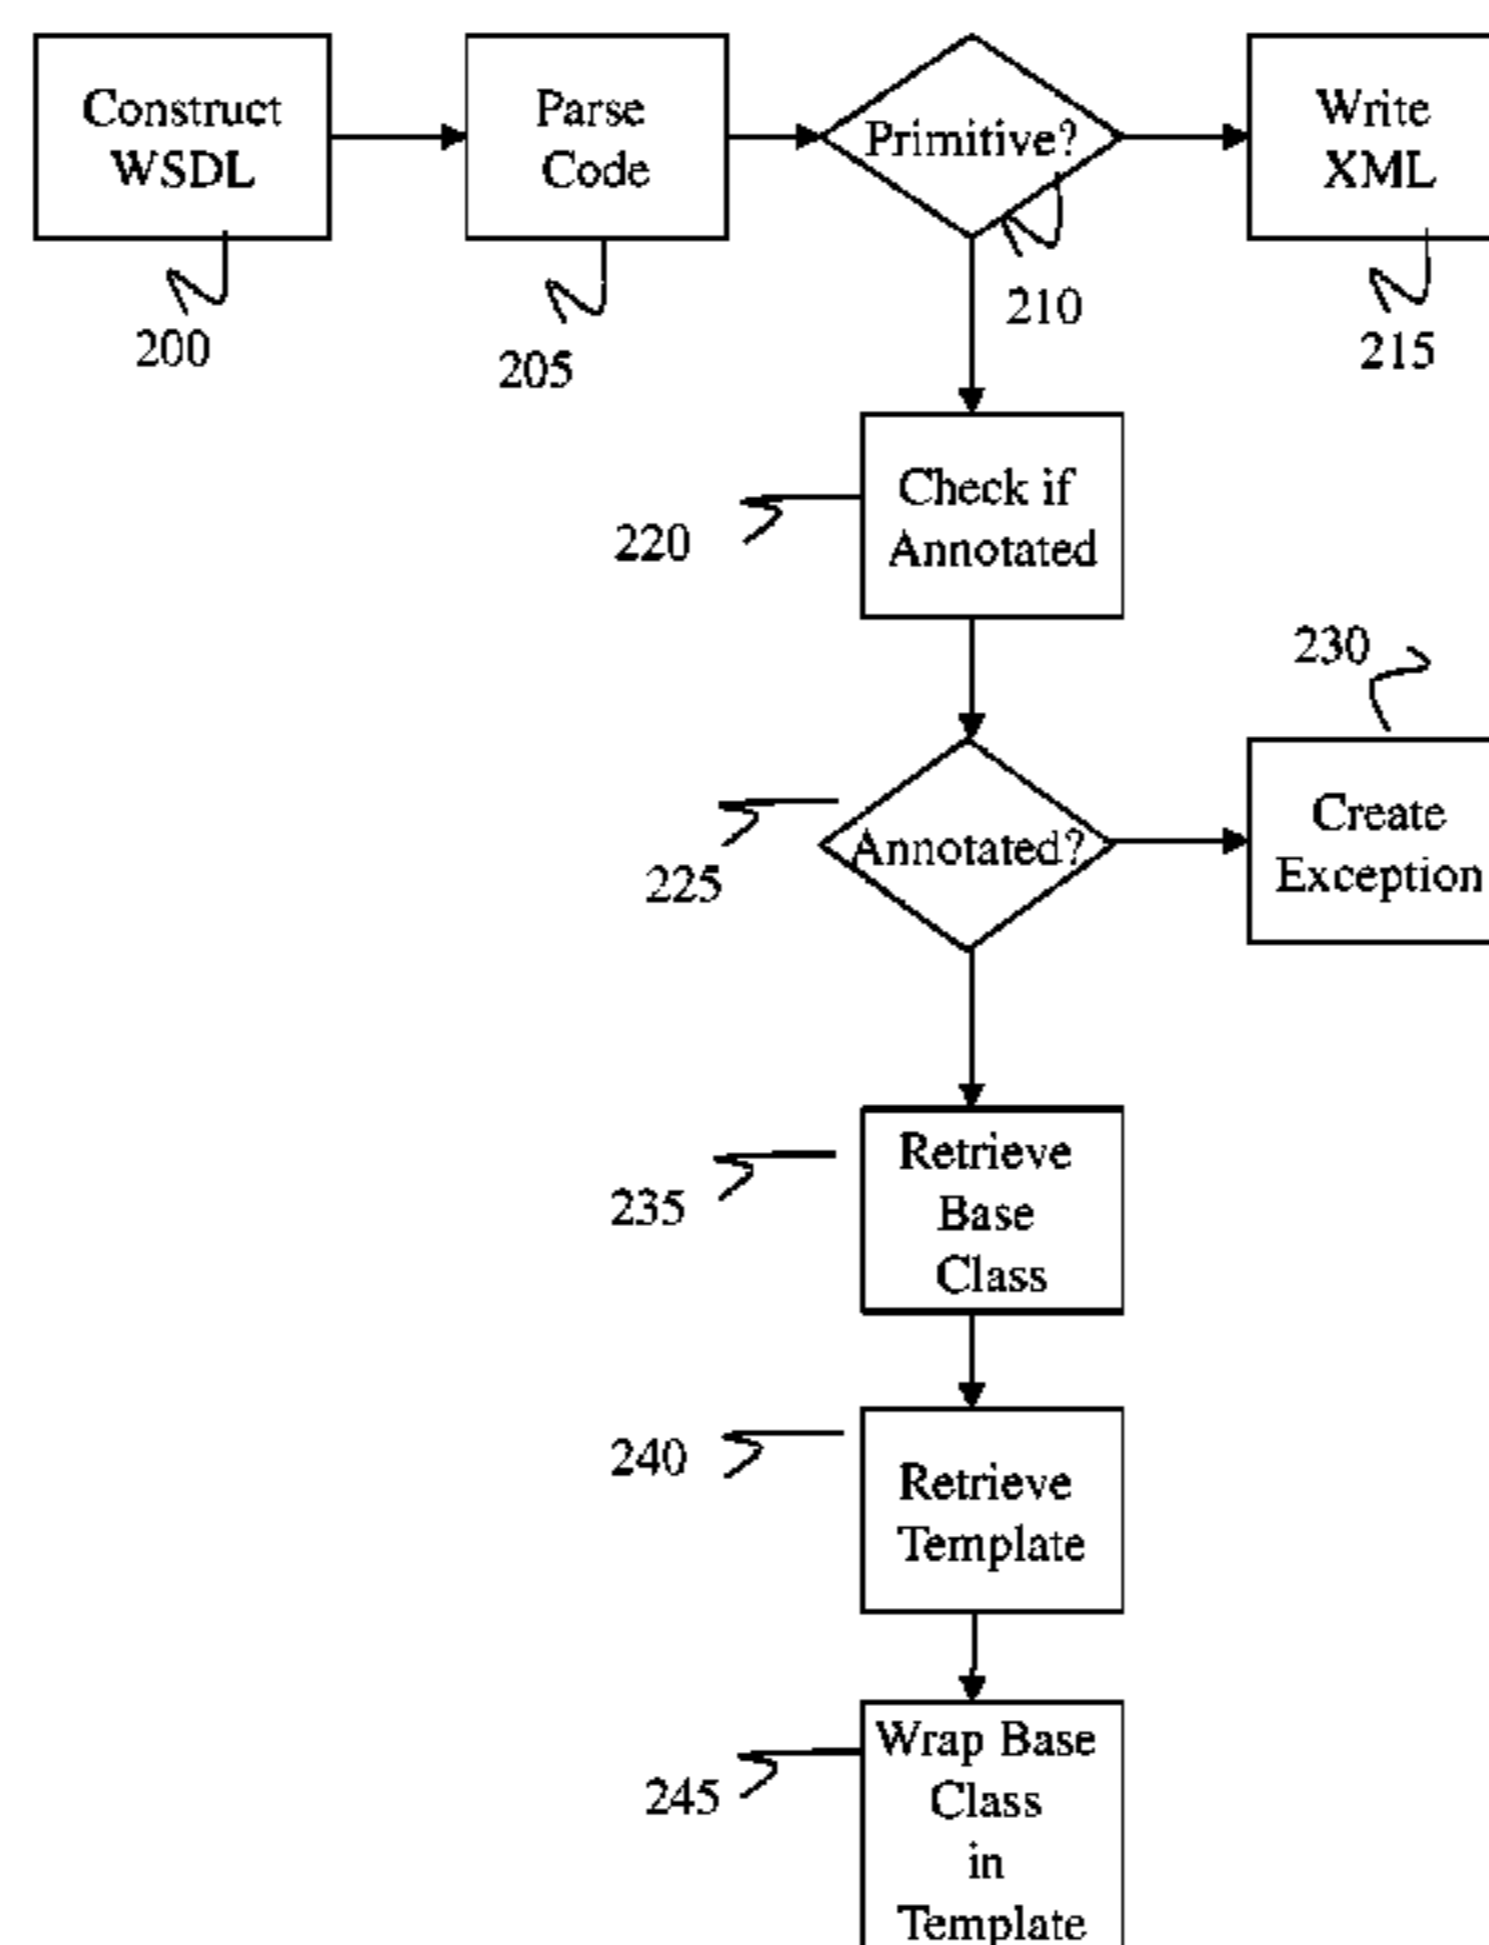 Construct
WSDL
Parse
Code
Primitive?
Write
XML
200
205
210
215
Check if
Annotated
220
230
Annotated?
225
Create
Exception
Retrieve
Base
Class
235
Retrieve
Template
240
Wrap Base
Class
in
Template
245